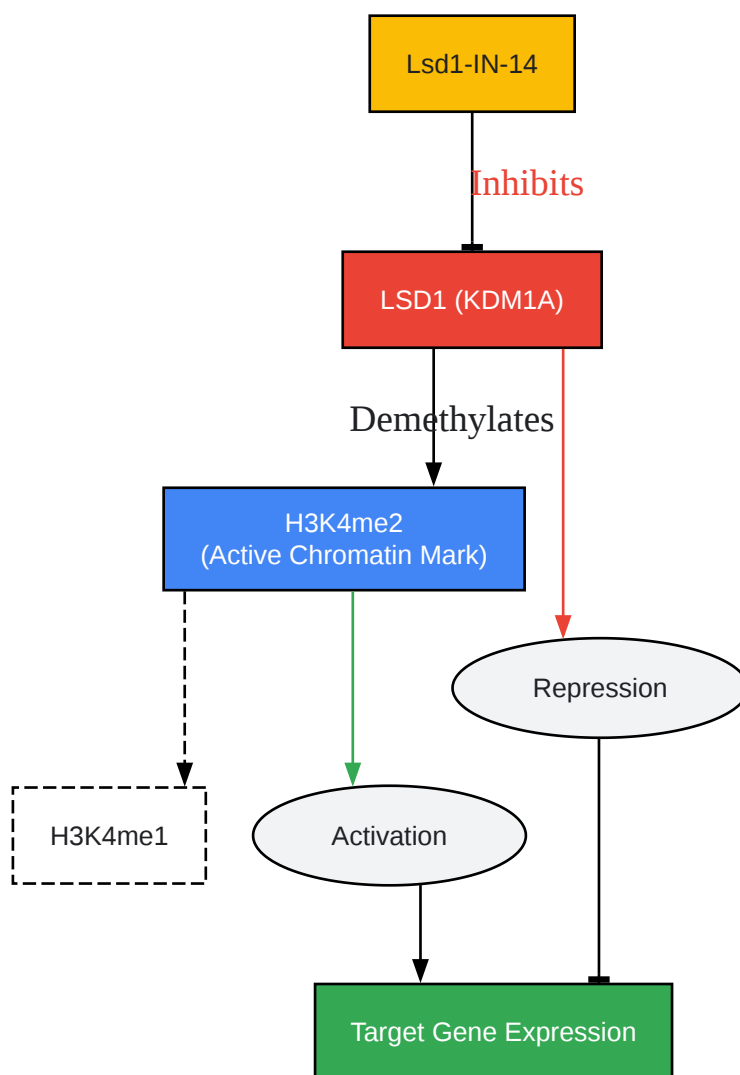 Lsd1-IN-14
Inhibits
LSD1 (KDM1A)
Demethylates
H3K4me2
(Active Chromatin Mark)
Repression
H3K4me1
Activation
Target Gene Expression